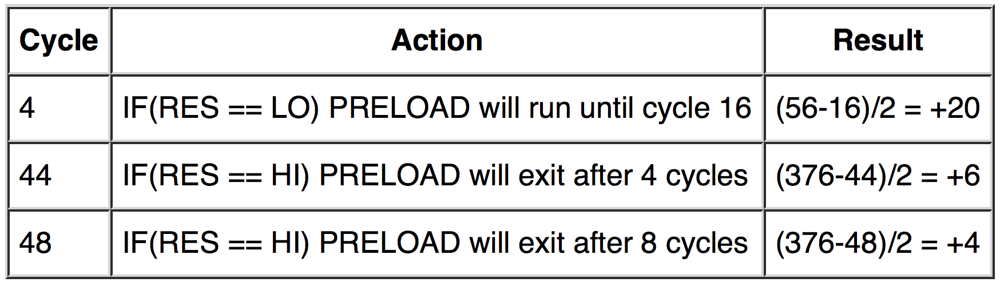 Cycle Action Result
4 IF(RES == LO) PRELOAD will run until cycle 16 (56-16)/2 = +20
44 IF(RES == HI) PRELOAD will exit after 4 cycles (376-44)/2 = +6
48 IF(RES == HI) PRELOAD will exit after 8 cycles (376-48)/2 = +4